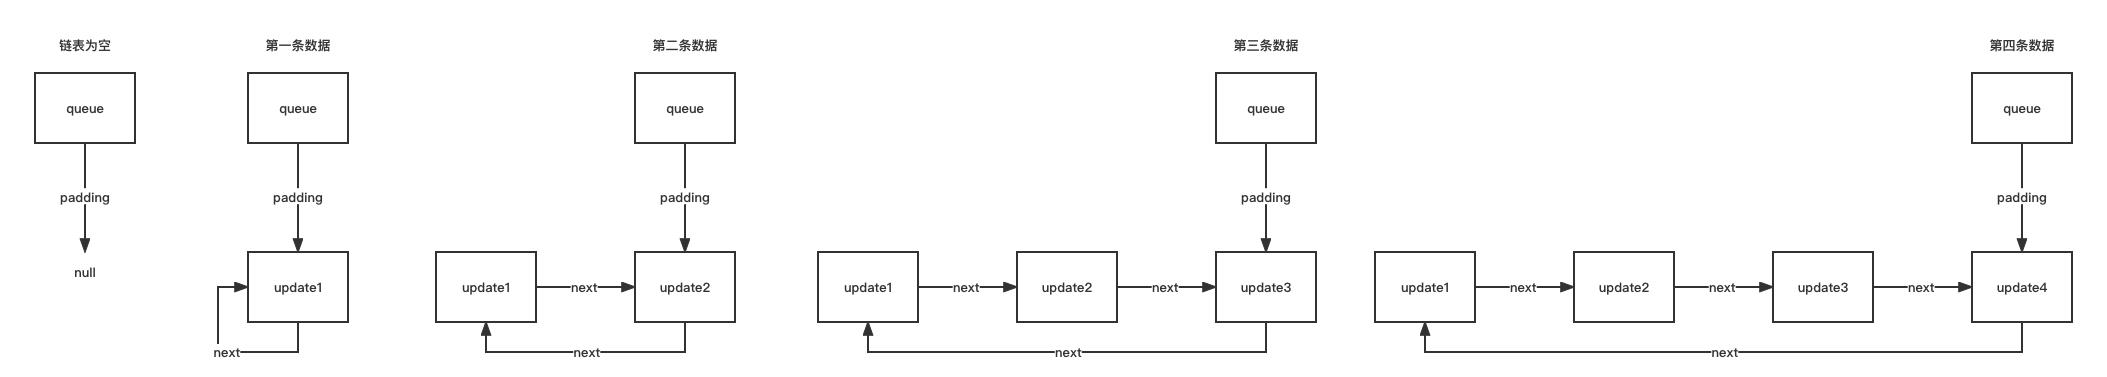 链表为空
queue
padding
null
第一条数据
queue
padding
update1
next
第二条数据
queue
padding
update1
next
update2
next
第三条数据
queue
padding
update1
next
update2
next
update3
next
第四条数据
queue
padding
update1
next
update2
next
update3
next
update4
next